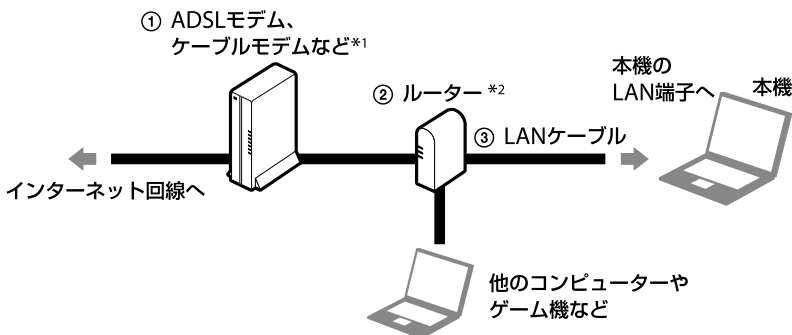 ① ADSLモデム、
ケーブルモデムなど*1
② ルーター *2
③ LANケーブル
本機の
LAN端子へ
本機
インターネット回線へ
他のコンピューターや
ゲーム機など